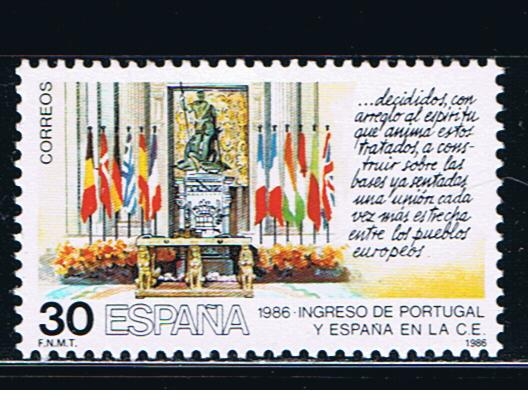 CORREOS
...decididos, con
arreglo al espíritu
que anima estos
tratados, a cons-
truir sobre las
bases ya sentadas
una unión cada
vez más estrecha
entre los pueblos
europeos.
30 ESPAÑA
1986 · INGRESO DE PORTUGAL
Y ESPAÑA EN LA C.E.
F.N.M.T.
1986